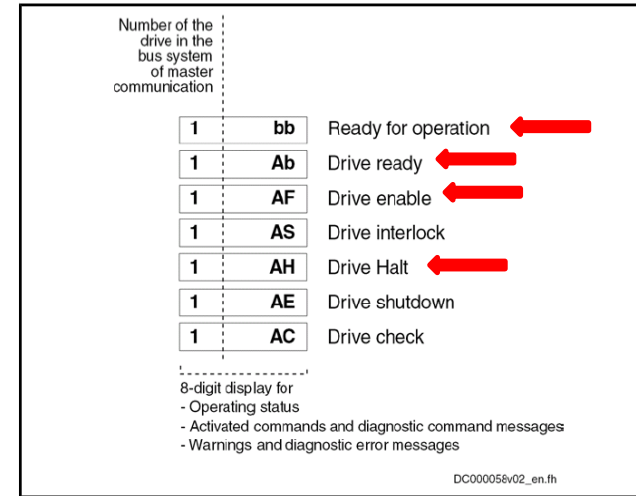 Number of the
drive in the
bus system
of master
communication
1 bb Ready for operation
1 Ab Drive ready
1 AF Drive enable
1 AS Drive interlock
1 AH Drive Halt
1 AE Drive shutdown
1 AC Drive check
8-digit display for
- Operating status
- Activated commands and diagnostic command messages
- Warnings and diagnostic error messages
DC000058v02_en.fh